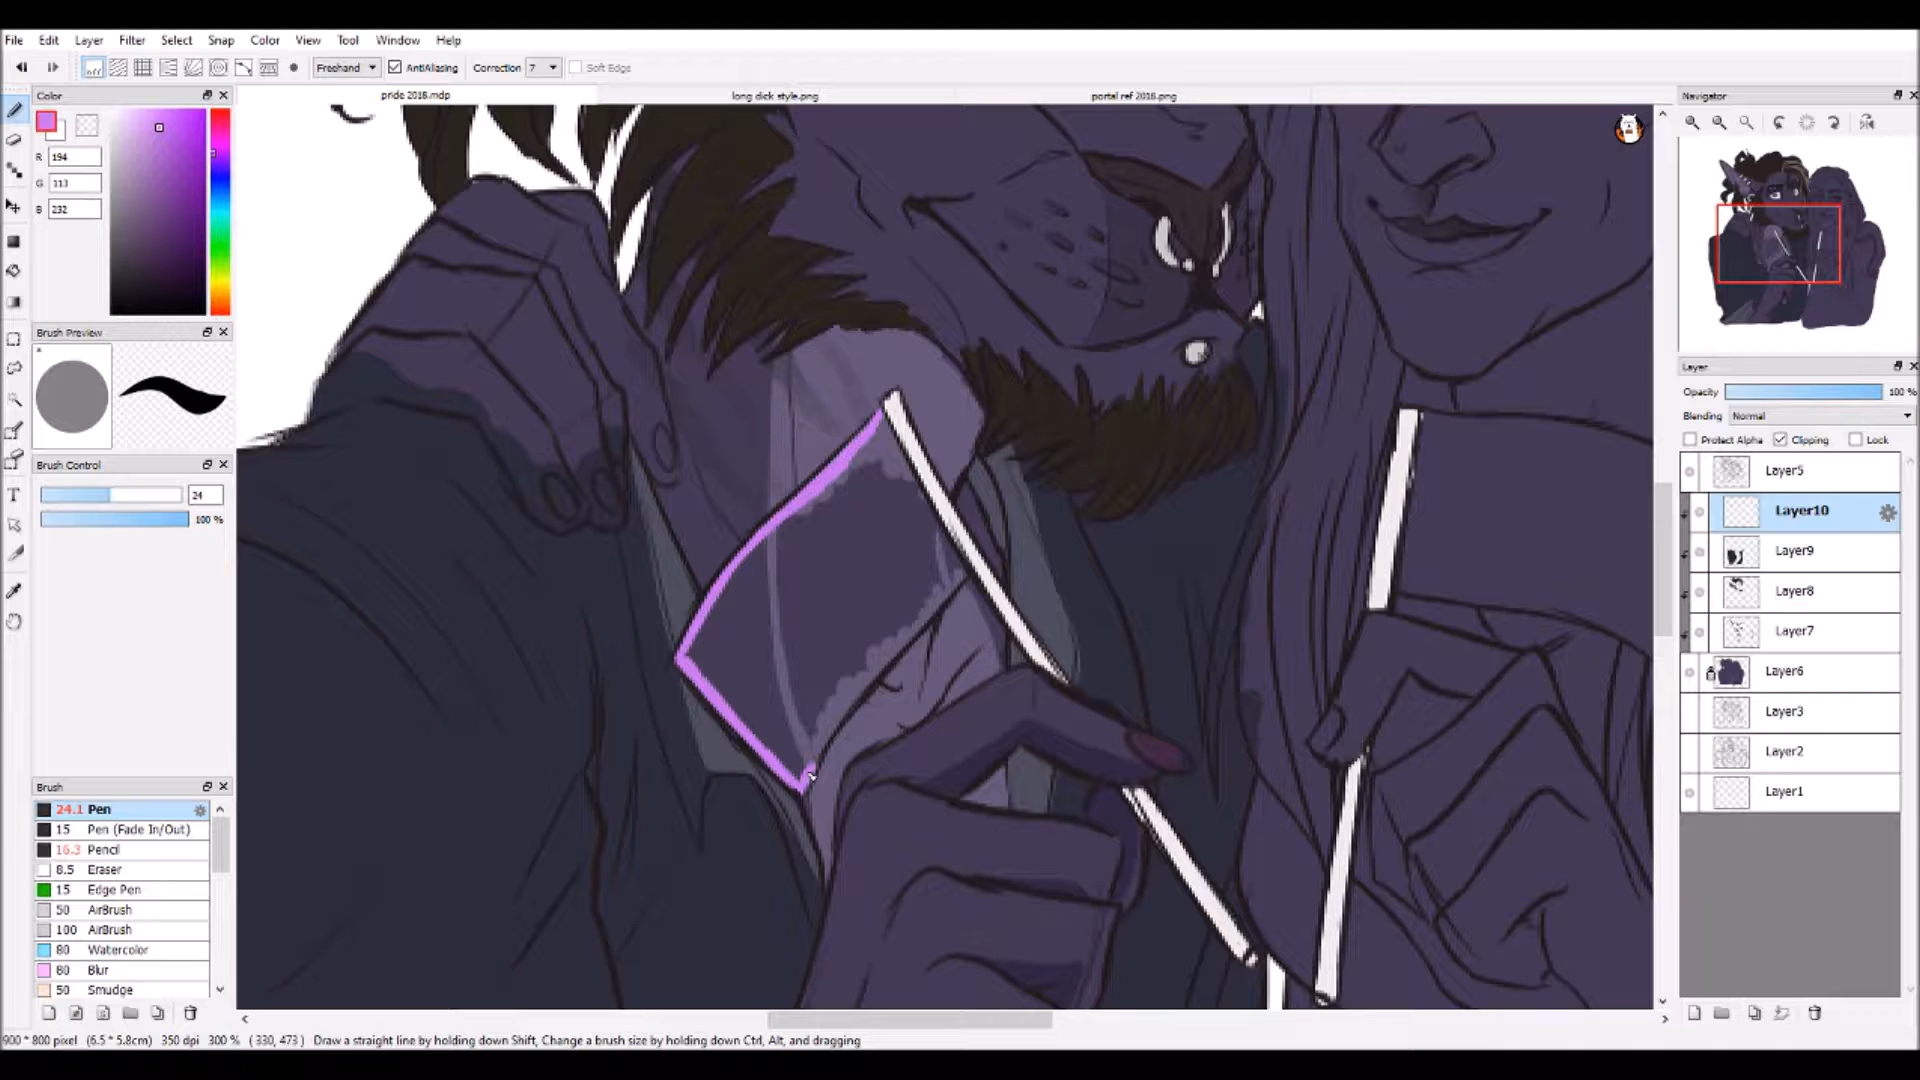 File Edit Layer Filter Select Snap Color View Tool Window Help
off Freehand AntiAliasing Correction 7 Soft Edge
Color
pride 2018.mdp
long dick style.png
portal ref 2018.png
Navigator
R 194
G 113
B 232
Brush Preview
Brush Control
24
100 %
Brush
24.1 Pen
15 Pen (Fade In/Out)
16.3 Pencil
8.5 Eraser
15 Edge Pen
50 AirBrush
100 AirBrush
80 Watercolor
80 Blur
50 Smudge
Layer
Opacity 100 %
Blending Normal
Protect Alpha Clipping Lock
Layer5
Layer10
Layer9
Layer8
Layer7
Layer6
Layer3
Layer2
Layer1
900 * 800 pixel (6.5 * 5.8cm) 350 dpi 300 % ( 330, 473 ) Draw a straight line by holding down Shift, Change a brush size by holding down Ctrl, Alt, and dragging